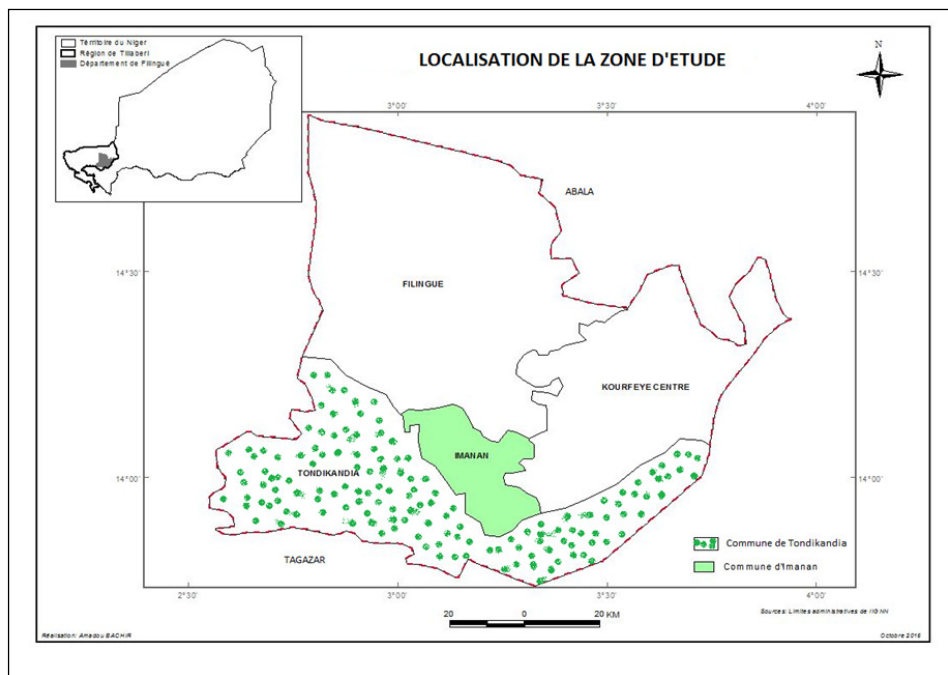 Térritoire du Niger
Région de Tillaberi
Département de Filingué
LOCALISATION DE LA ZONE D'ETUDE
N
3°00'
3°30'
4°00'
ABALA
14°30'
14°30'
FILINGUE
KOURFEYE CENTRE
IMANAN
TONDIKANDIA
14°00'
14°00'
TAGAZAR
Commune de Tondikandia
Commune d'Imanan
2°30'
3°00'
3°30'
4°00'
20 0 20 KM
Sources: Limites administratives de l'IGNN
Réalisation: Amadou BACHIR
Octobre 2016